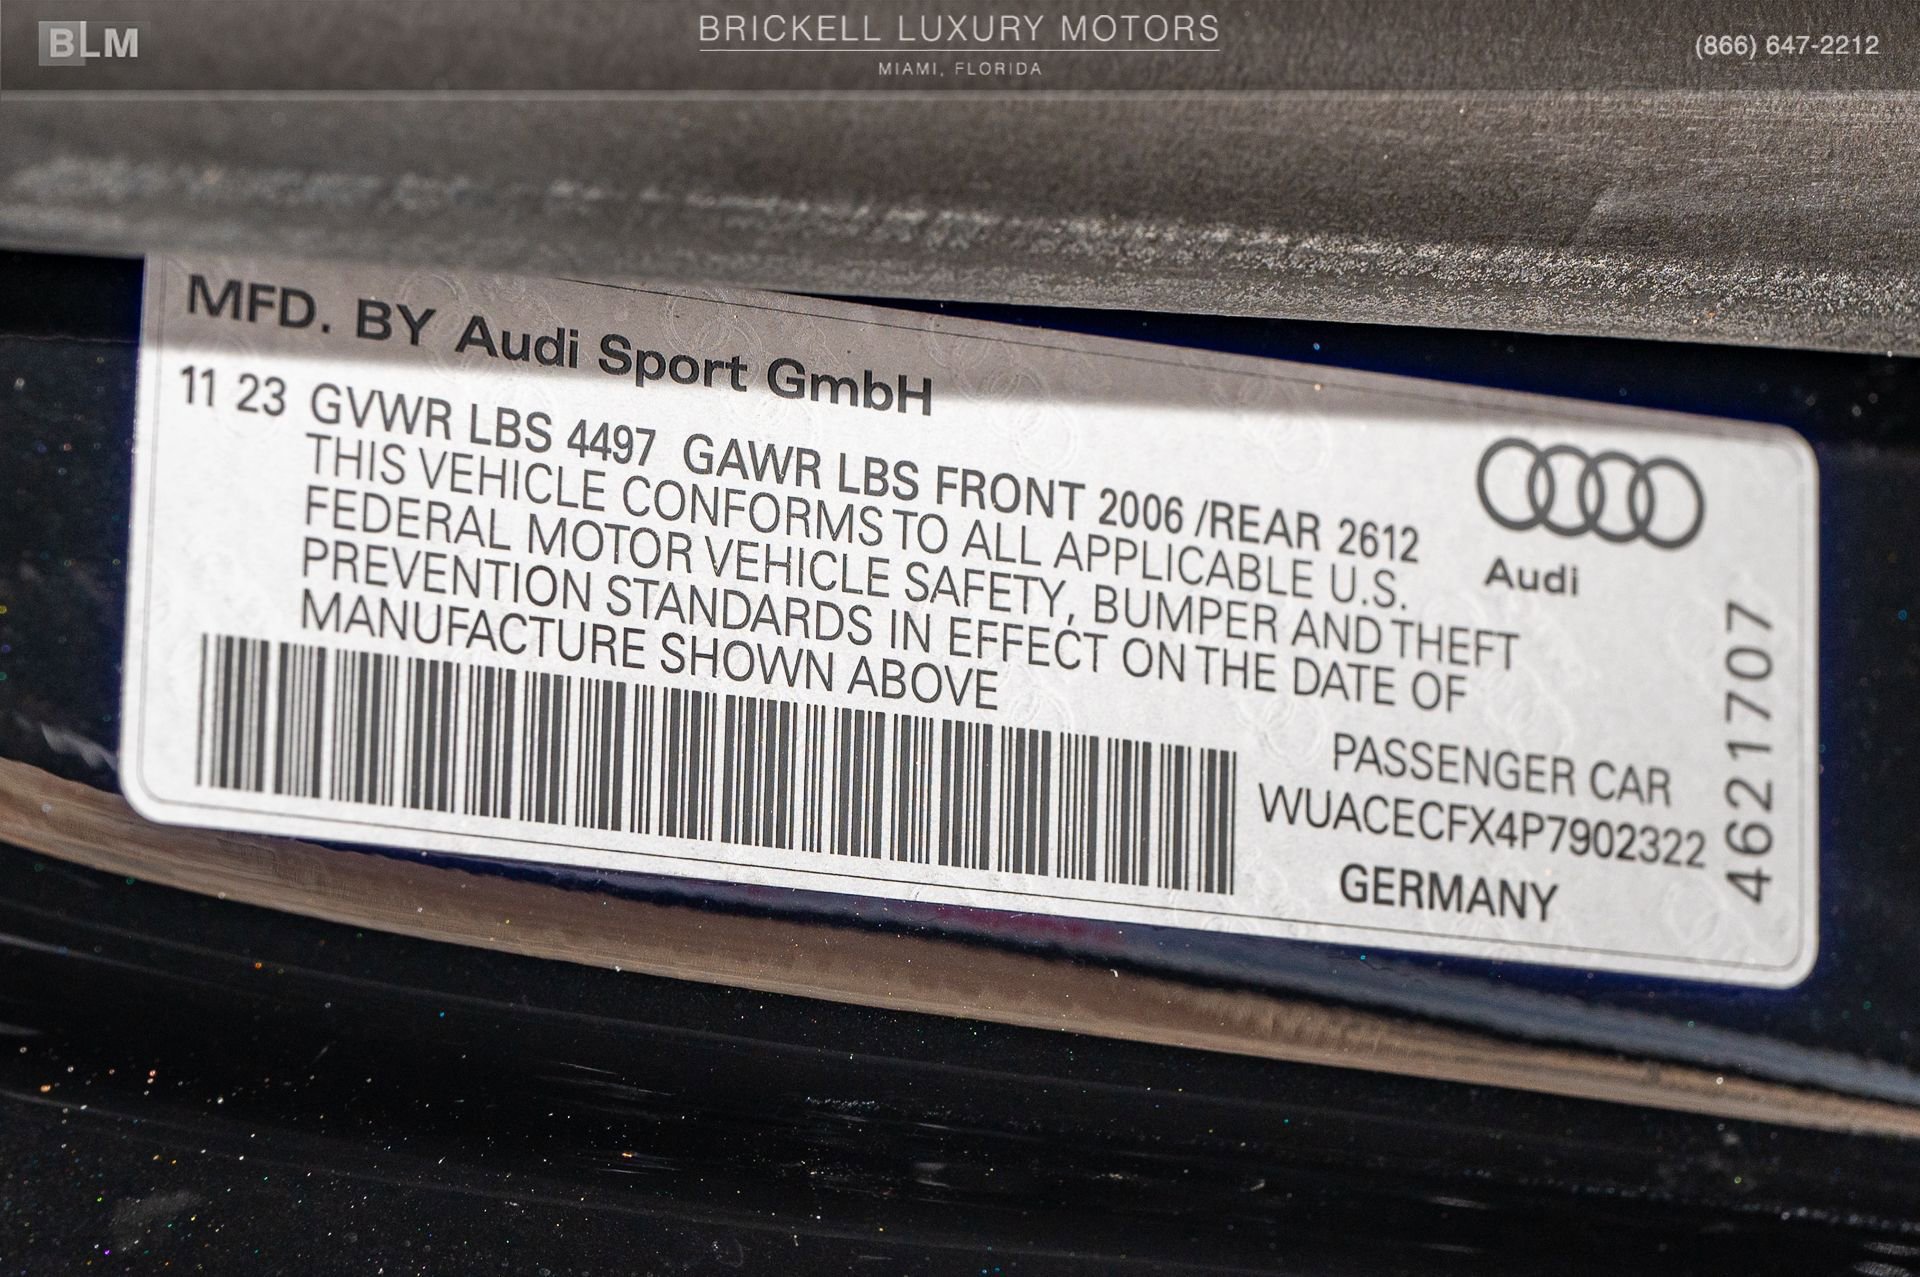 BLM
BRICKELL LUXURY MOTORS
MIAMI, FLORIDA
(866) 647-2212
MFD. BY Audi Sport GmbH
11 23 GVWR LBS 4497 GAWR LBS FRONT 2006 /REAR 2612
THIS VEHICLE CONFORMS TO ALL APPLICABLE U.S.
FEDERAL MOTOR VEHICLE SAFETY, BUMPER AND THEFT
PREVENTION STANDARDS IN EFFECT ON THE DATE OF
MANUFACTURE SHOWN ABOVE
Audi
PASSENGER CAR
WUACECFX4P7902322
GERMANY
4621707